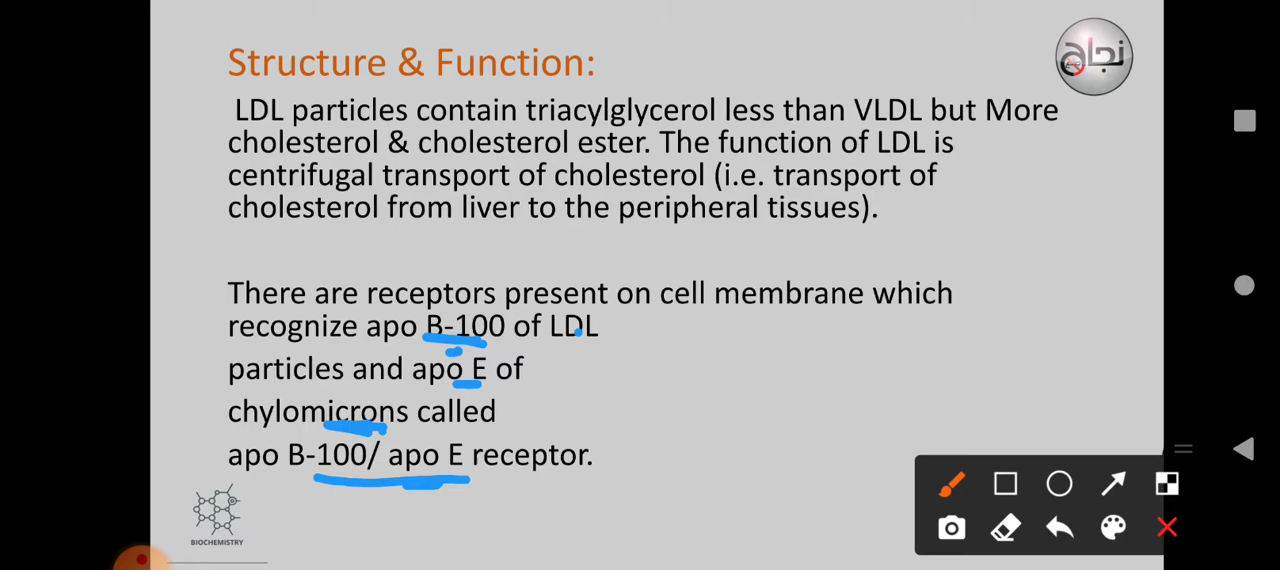 Structure & Function:
نجاح
LDL particles contain triacylglycerol less than VLDL but More
cholesterol & cholesterol ester. The function of LDL is
centrifugal transport of cholesterol (i.e. transport of
cholesterol from liver to the peripheral tissues).
There are receptors present on cell membrane which
recognize apo B-100 of LDL
particles and apo E of
chylomicrons called
apo B-100/ apo E receptor.
BIOCHEMISTRY